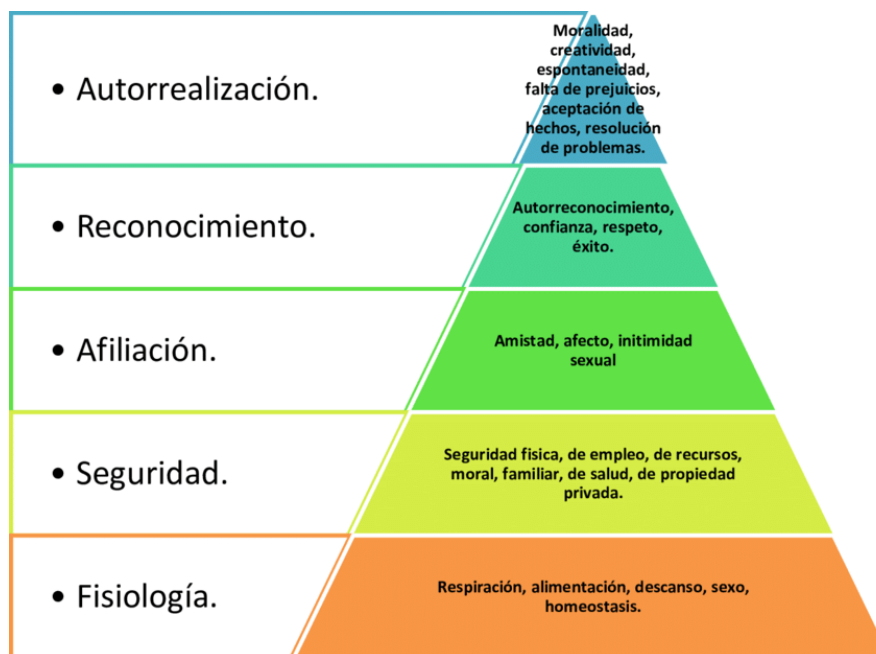 • Autorrealización.
Moralidad,
creatividad,
espontaneidad,
falta de prejuicios,
aceptación de
hechos, resolución
de problemas.
• Reconocimiento.
Autorreconocimiento,
confianza, respeto,
éxito.
• Afiliación.
Amistad, afecto, initimidad
sexual
• Seguridad.
Seguridad fisica, de empleo, de recursos,
moral, familiar, de salud, de propiedad
privada.
• Fisiología.
Respiración, alimentación, descanso, sexo,
homeostasis.